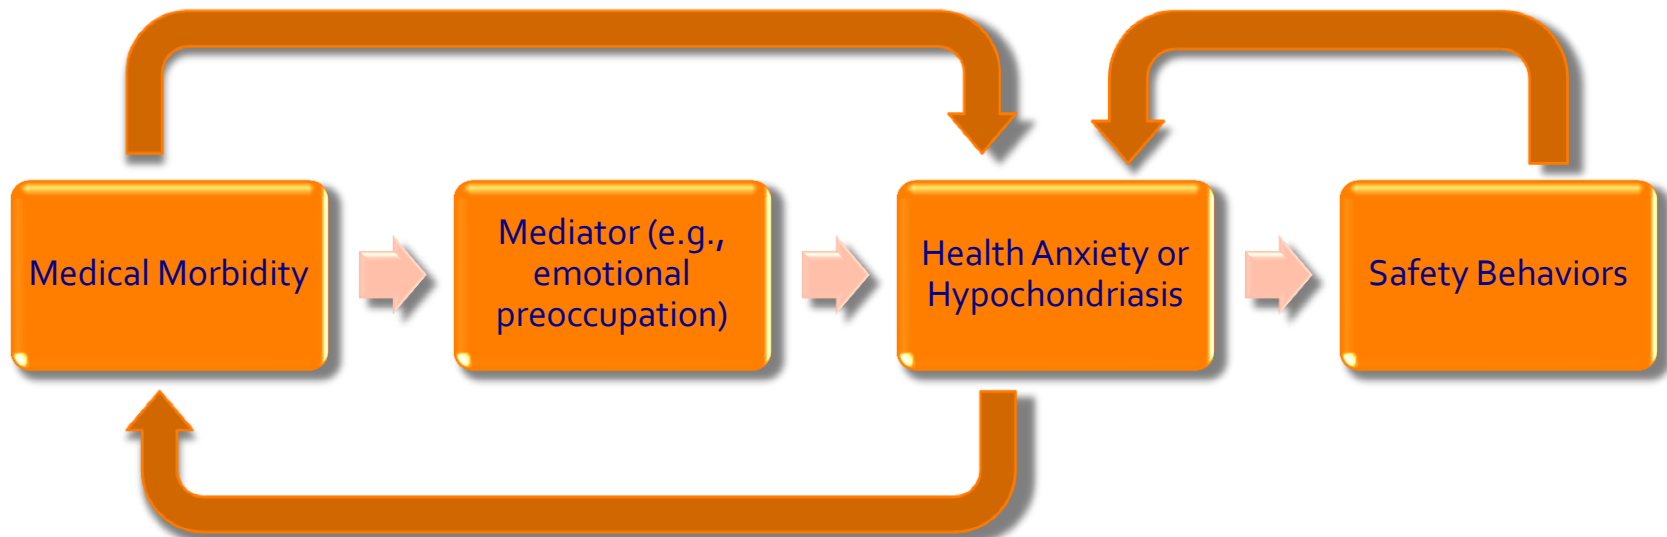 Medical Morbidity
Mediator (e.g.,
emotional
preoccupation)
Health Anxiety or
Hypochondriasis
Safety Behaviors